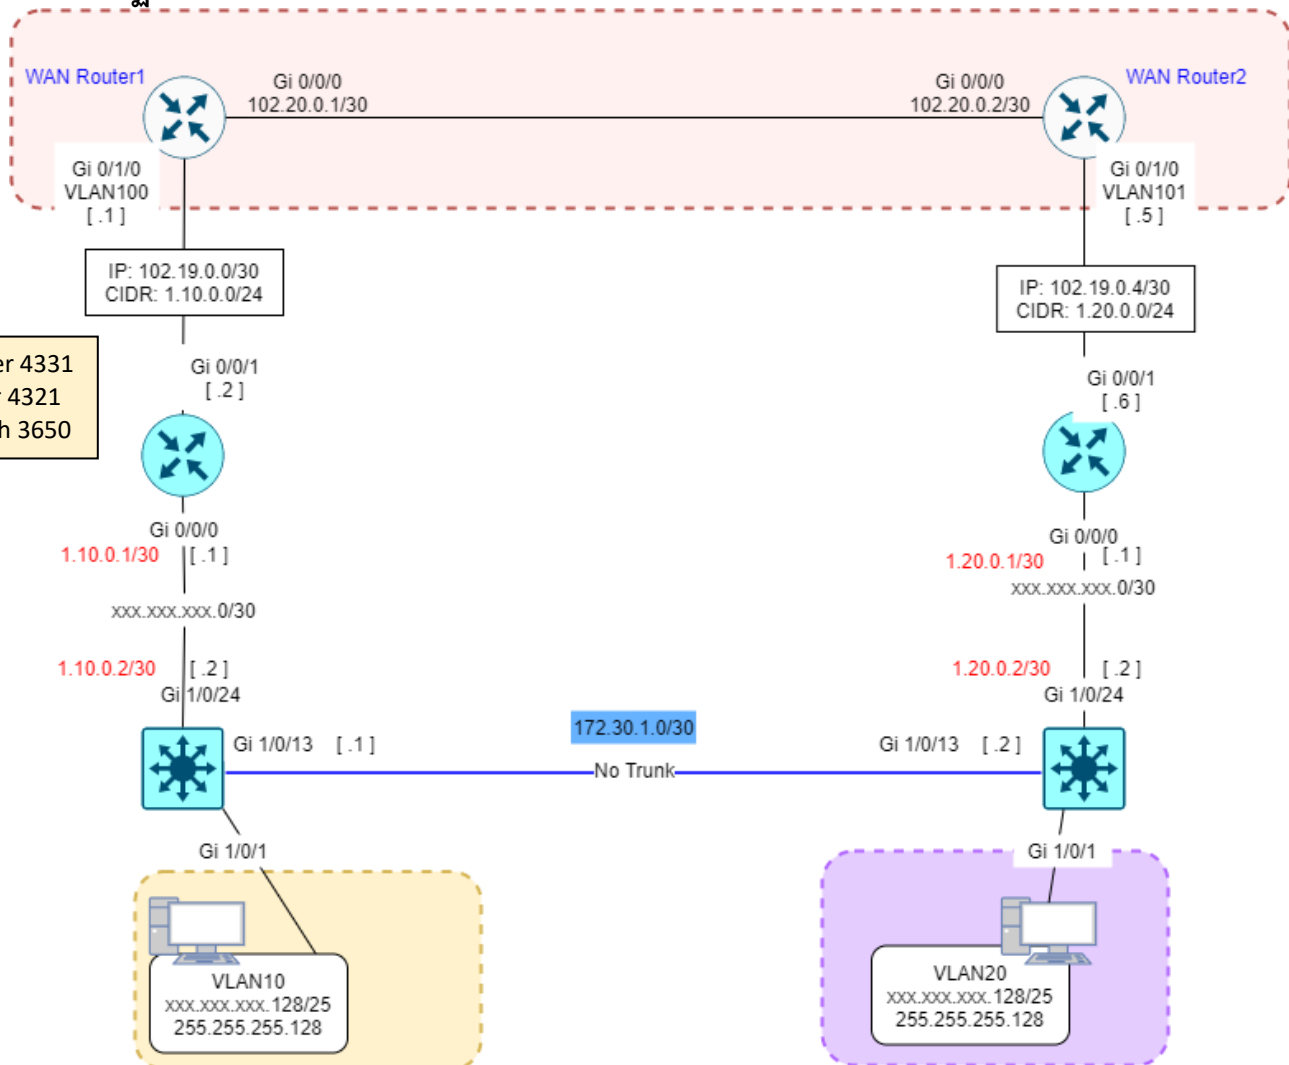 WAN Router1
Gi 0/0/0
102.20.0.1/30
Gi 0/0/0
102.20.0.2/30
WAN Router2
Gi 0/1/0
VLAN100
[ .1 ]
Gi 0/1/0
VLAN101
[ .5 ]
IP: 102.19.0.0/30
CIDR: 1.10.0.0/24
IP: 102.19.0.4/30
CIDR: 1.20.0.0/24
4331
4321
3650
Gi 0/0/1
[ .2 ]
Gi 0/0/1
[ .6 ]
Gi 0/0/0
1.10.0.1/30 [ .1 ]
xxx.xxx.xxx.0/30
1.10.0.2/30 [ .2 ]
Gi 1/0/24
Gi 0/0/0
1.20.0.1/30 [ .1 ]
xxx.xxx.xxx.0/30
1.20.0.2/30 [ .2 ]
Gi 1/0/24
Gi 1/0/13 [ .1 ]
172.30.1.0/30
No Trunk
Gi 1/0/13 [ .2 ]
Gi 1/0/1
Gi 1/0/1
VLAN10
xxx.xxx.xxx.128/25
255.255.255.128
VLAN20
xxx.xxx.xxx.128/25
255.255.255.128